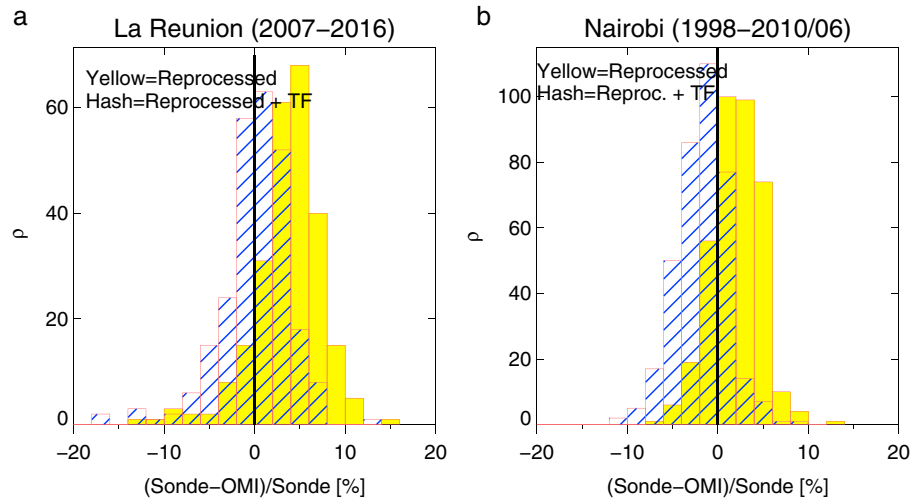 a
La Reunion (2007−2016)
Yellow=Reprocessed
Hash=Reprocessed + TF
ρ
60
40
20
0
−20
−10
0
10
20
(Sonde−OMI)/Sonde [%]
b
Nairobi (1998−2010/06)
Yellow=Reprocessed
Hash=Reproc. + TF
ρ
100
80
60
40
20
0
−20
−10
0
10
20
(Sonde−OMI)/Sonde [%]